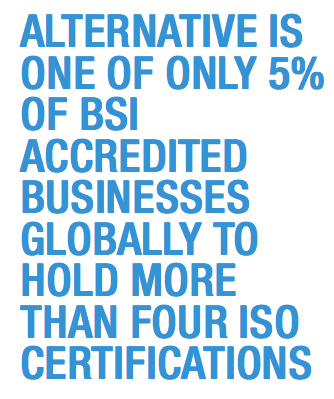 ALTERNATIVE IS
ONE OF ONLY 5%
OF BSI
ACCREDITED
BUSINESSES
GLOBALLY TO
HOLD MORE
THAN FOUR ISO
CERTIFICATIONS